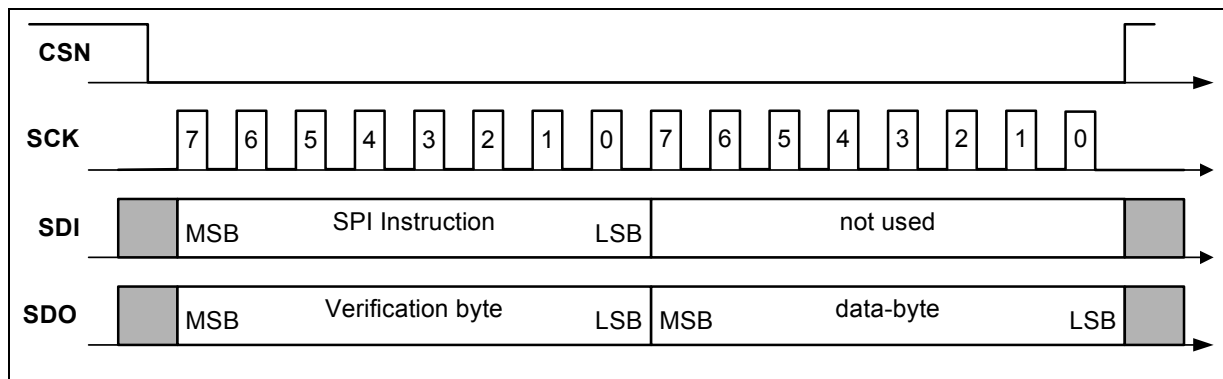 CSN
SCK 7 6 5 4 3 2 1 0 7 6 5 4 3 2 1 0
SDI MSB SPI Instruction LSB not used
SDO MSB Verification byte LSB MSB data-byte LSB